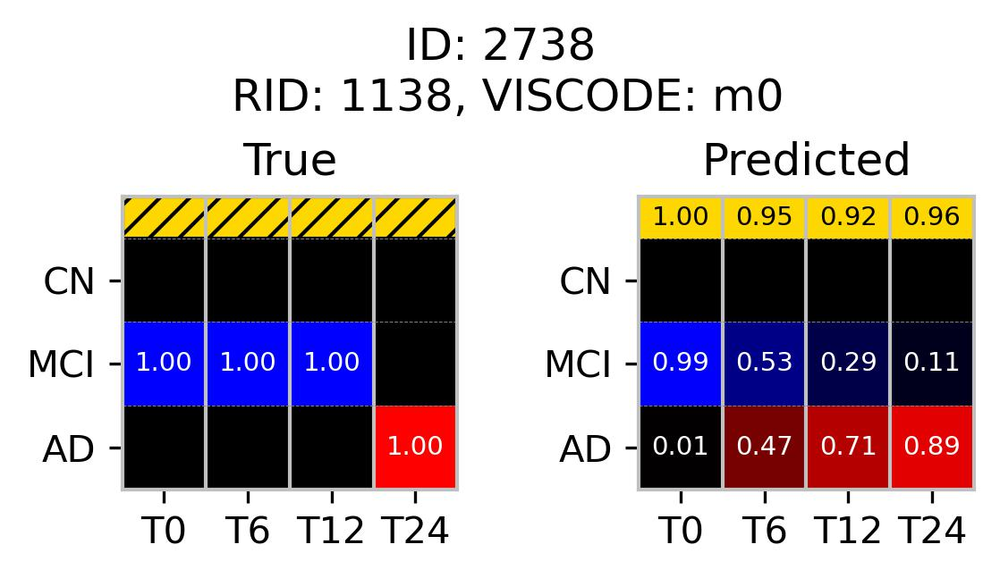 ID: 2738
RID: 1138, VISCODE: m0
True
Predicted
1.00 0.95 0.92 0.96
CN
CN
MCI 1.00 1.00 1.00
MCI 0.99 0.53 0.29 0.11
AD 1.00
AD 0.01 0.47 0.71 0.89
T0 T6 T12 T24
T0 T6 T12 T24